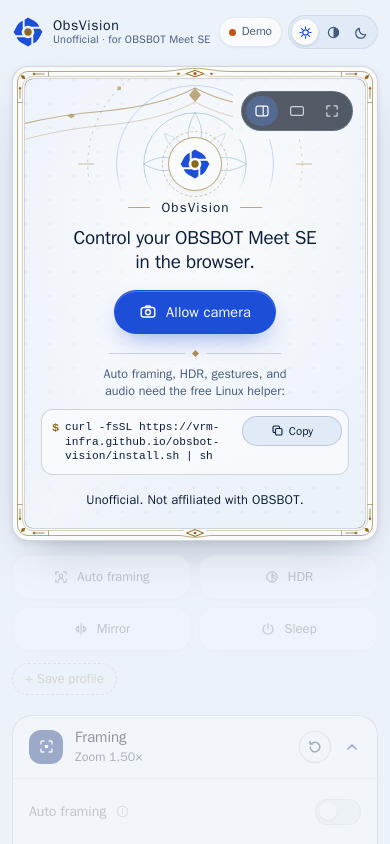 ObsVision
Unofficial · for OBSBOT Meet SE
Demo
ObsVision
Control your OBSBOT Meet SE
in the browser.
Allow camera
Auto framing, HDR, gestures, and
audio need the free Linux helper:
$ curl -fsSL https://vrm-
infra.github.io/obsbot-
vision/install.sh | sh
Copy
Unofficial. Not affiliated with OBSBOT.
Auto framing
HDR
Mirror
Sleep
+ Save profile
Framing
Zoom 1.50×
Auto framing